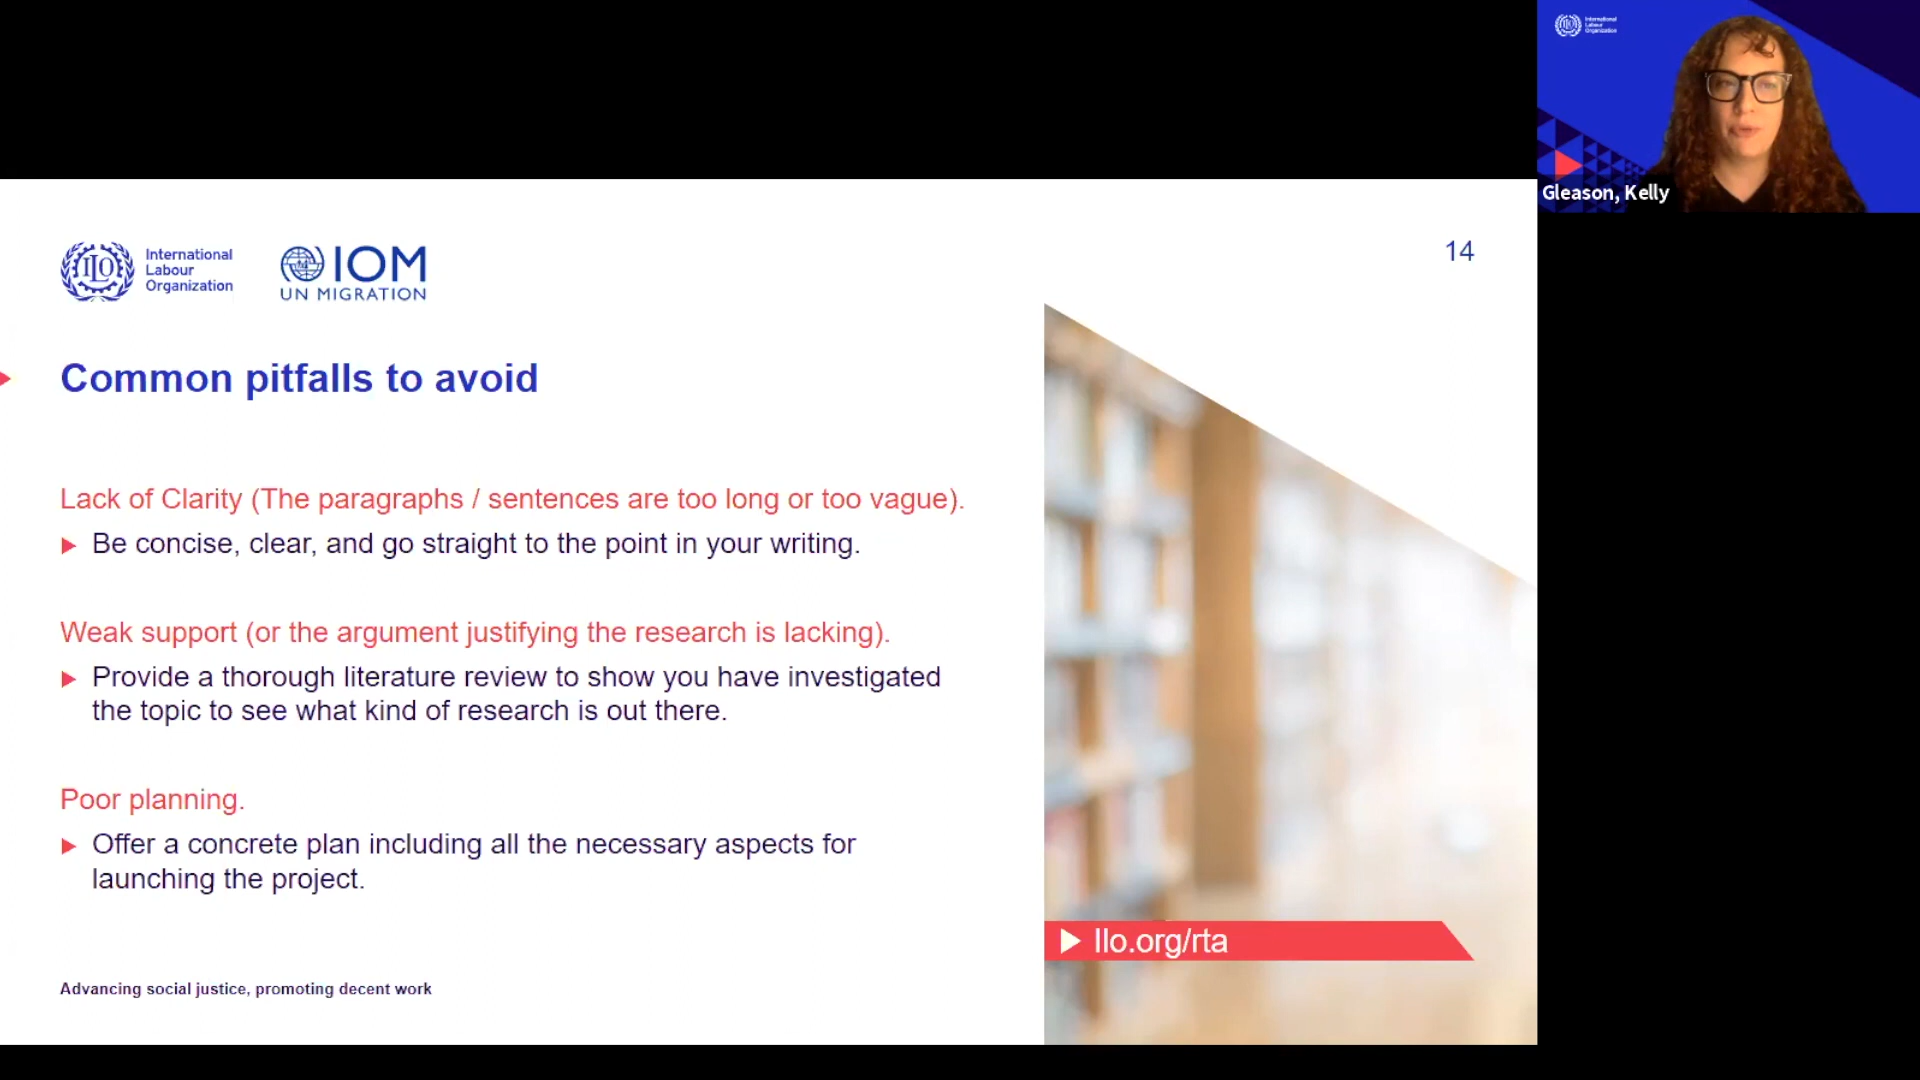 International
Labour
Organization
Gleason, Kelly
ILO
International
Labour
Organization
IOM
UN MIGRATION
14
Common pitfalls to avoid
Lack of Clarity (The paragraphs / sentences are too long or too vague).
Be concise, clear, and go straight to the point in your writing.
Weak support (or the argument justifying the research is lacking).
Provide a thorough literature review to show you have investigated
the topic to see what kind of research is out there.
Poor planning.
Offer a concrete plan including all the necessary aspects for
launching the project.
Ilo.org/rta
Advancing social justice, promoting decent work